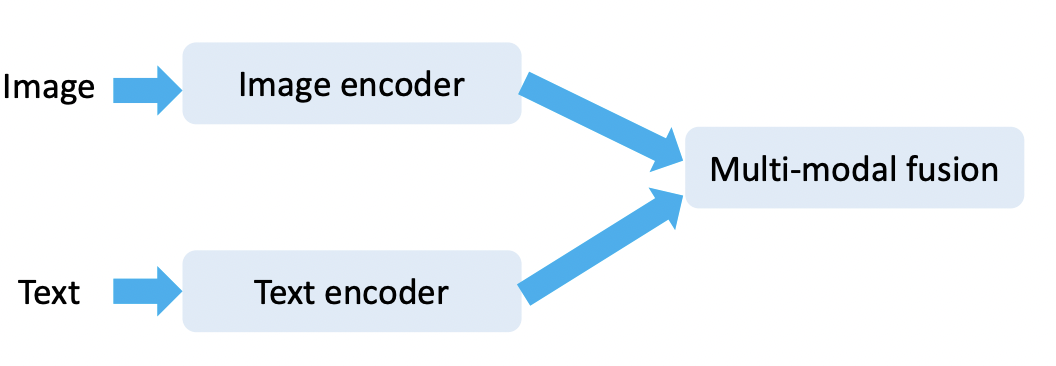 Image
Image encoder
Multi-modal fusion
Text
Text encoder